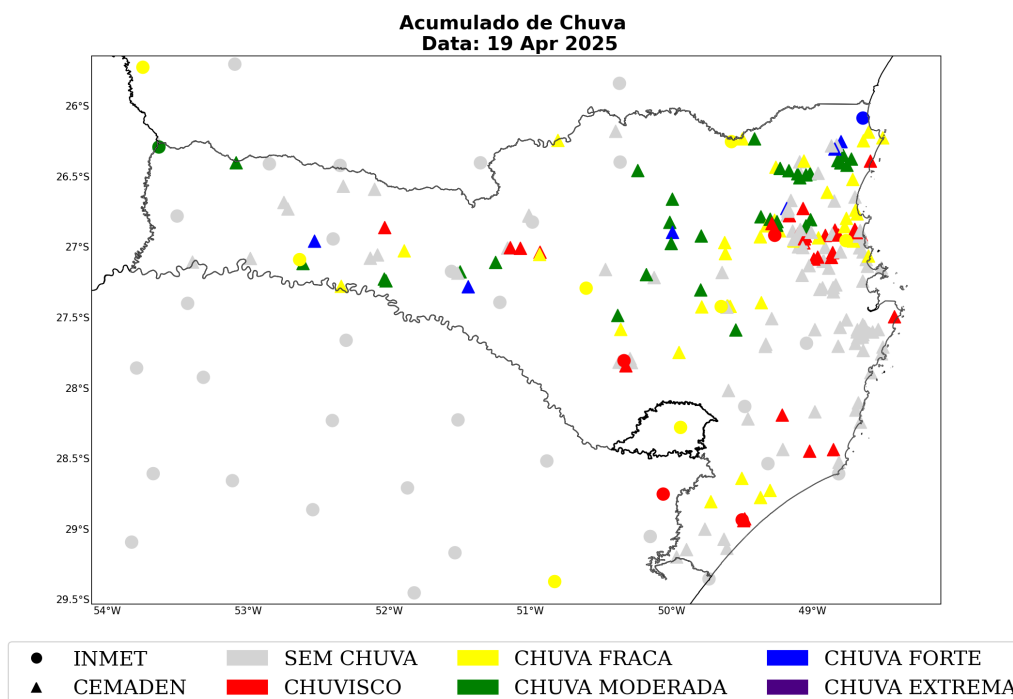 Acumulado de Chuva
Data: 19 Apr 2025
26°S
26.5°S
27°S
27.5°S
28°S
28.5°S
29°S
29.5°S
54°W 53°W 52°W 51°W 50°W 49°W
INMET SEM CHUVA CHUVA FRACA CHUVA FORTE
CEMADEN CHUVISCO CHUVA MODERADA CHUVA EXTREMA